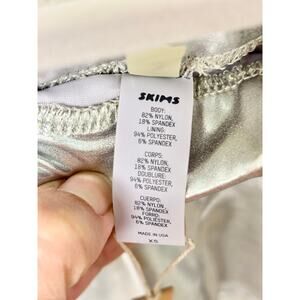 SKIMS
BODY:
82% NYLON,
18% SPANDEX
LINING:
94% POLYESTER,
6% SPANDEX
CORPS:
82% NYLON,
18% SPANDEX
DOUBLURE:
94% POLYESTER,
6% SPANDEX
CUERPO:
82% NYLON,
18% SPANDEX
FORRO:
94% POLYESTER,
6% SPANDEX
MADE IN USA
XS